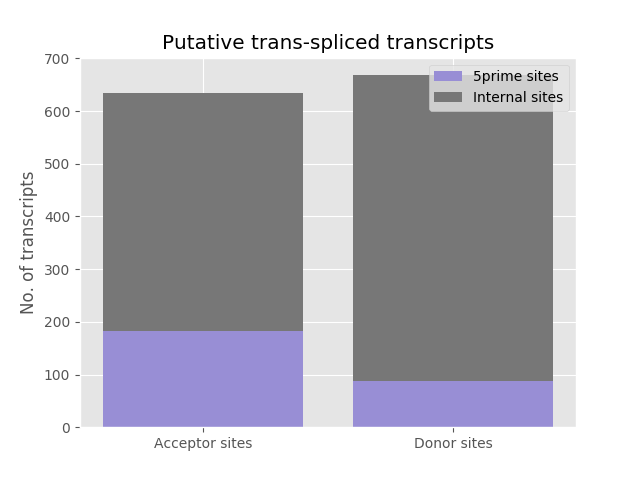 Putative trans-spliced transcripts
700
600
500
400
300
200
100
0
No. of transcripts
5prime sites
Internal sites
Acceptor sites
Donor sites